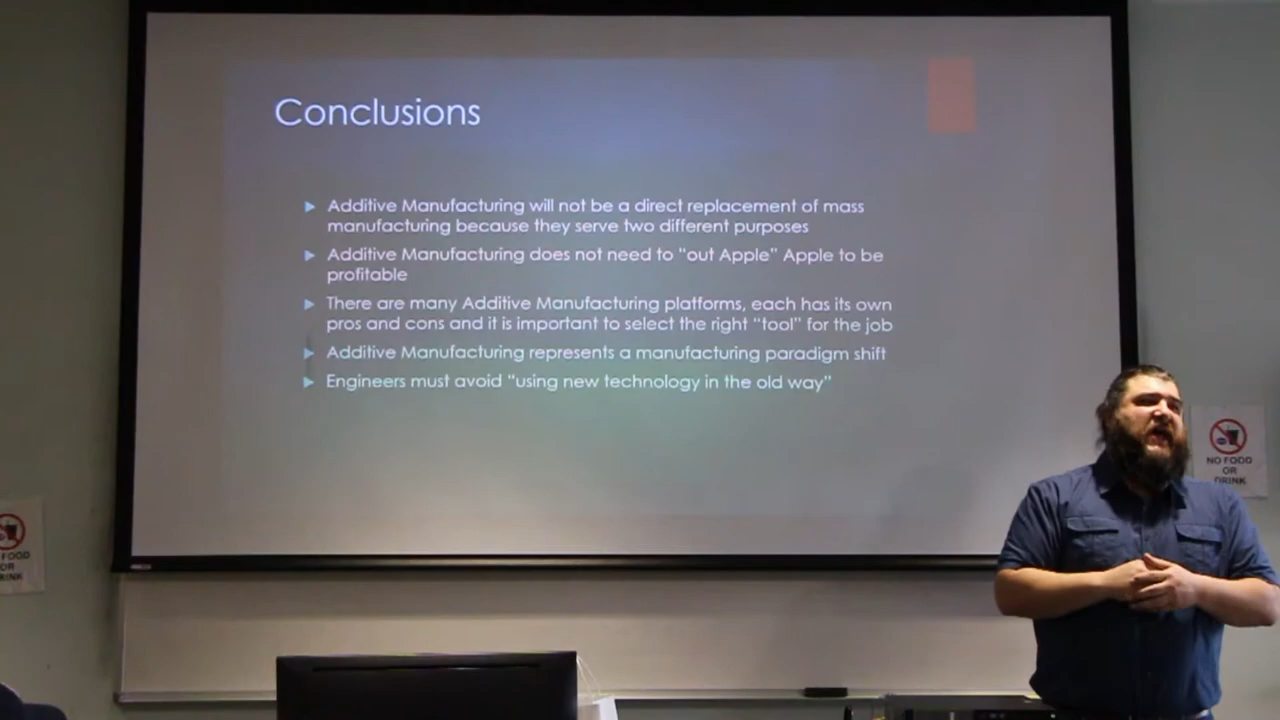 Conclusions
Additive Manufacturing will not be a direct replacement of mass
manufacturing because they serve two different purposes
Additive Manufacturing does not need to “out Apple” Apple to be
profitable
There are many Additive Manufacturing platforms, each has its own
pros and cons and it is important to select the right “tool” for the job
Additive Manufacturing represents a manufacturing paradigm shift
Engineers must avoid “using new technology in the old way”
NO FOOD
OR
DRINK
FOOD
OR
RINK